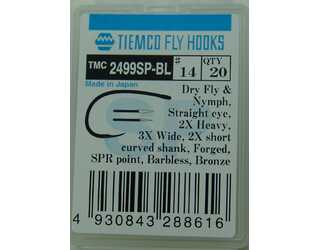 TIEMCO FLY HOOKS
TMC 2499SP-BL # 14 QTY 20
Made in Japan
Dry Fly &
Nymph,
Straight eye,
2X Heavy,
3X Wide, 2X short
curved shank, Forged,
SPR point, Barbless, Bronze
4 930843 288616